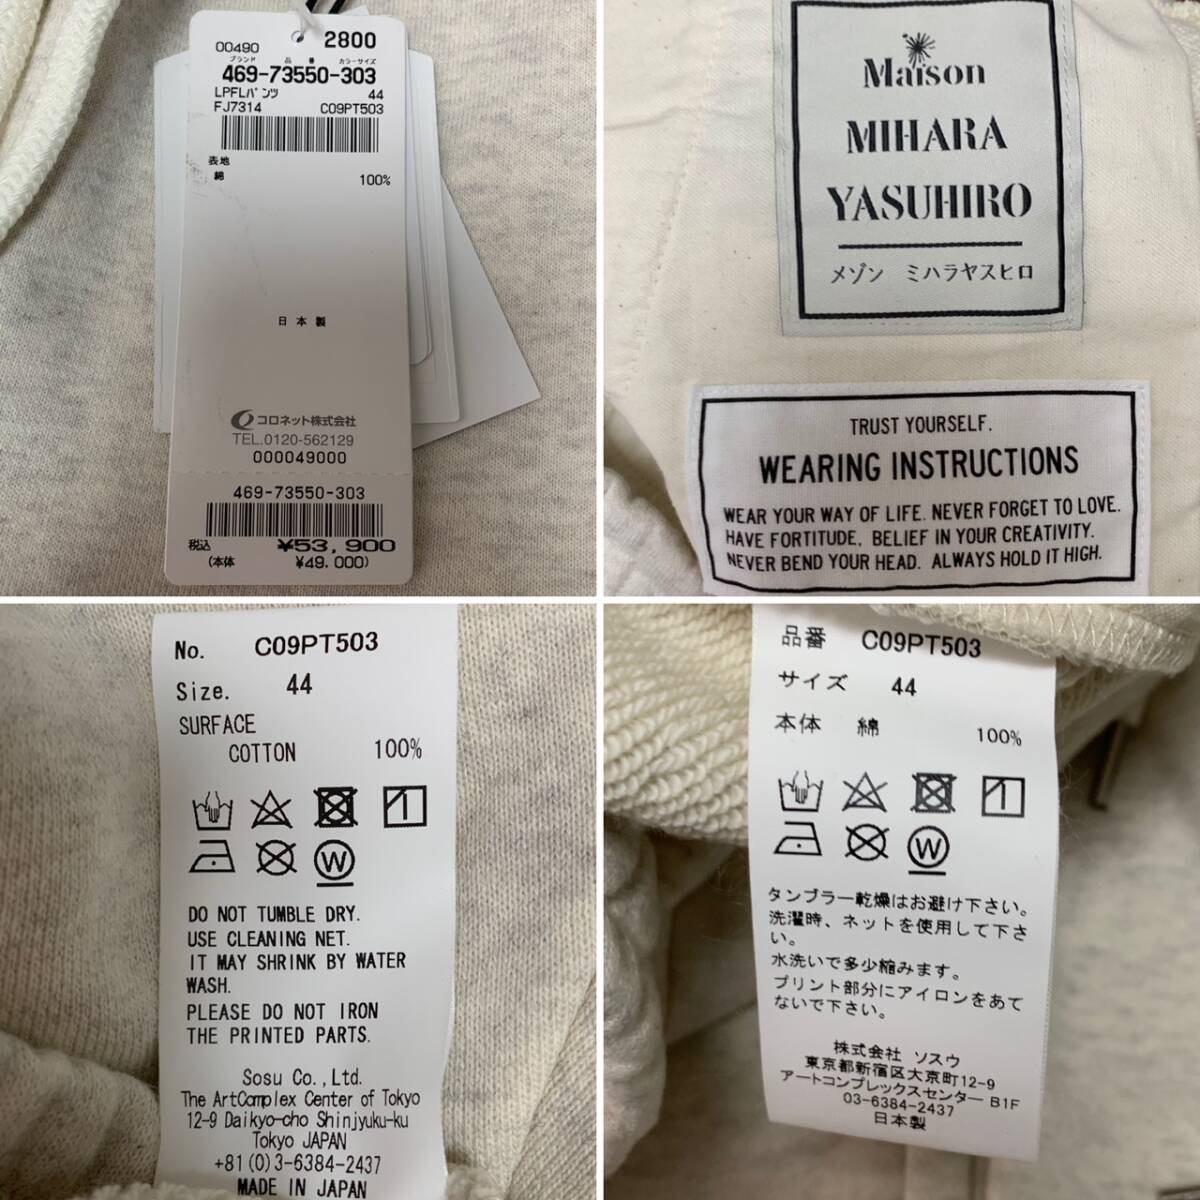 00490 2800
ブランド 品番 カラーサイズ
469-73550-303
LPFLパンツ 44
FJ7314 C09PT503
表地
綿 100%
日本製
コロネット株式会社
TEL.0120-562129
000049000
469-73550-303
税込 ¥53,900
(本体 ¥49,000)
Maison
MIHARA
YASUHIRO
メゾン ミハラヤスヒロ
TRUST YOURSELF.
WEARING INSTRUCTIONS
WEAR YOUR WAY OF LIFE. NEVER FORGET TO LOVE.
HAVE FORTITUDE, BELIEF IN YOUR CREATIVITY.
NEVER BEND YOUR HEAD. ALWAYS HOLD IT HIGH.
No. C09PT503
Size. 44
SURFACE
COTTON 100%
W
DO NOT TUMBLE DRY.
USE CLEANING NET.
IT MAY SHRINK BY WATER
WASH.
PLEASE DO NOT IRON
THE PRINTED PARTS.
Sosu Co.,Ltd.
The ArtComplex Center of Tokyo
12-9 Daikyo-cho Shinjyuku-ku
Tokyo JAPAN
+81(0)3-6384-2437
MADE IN JAPAN
品番 C09PT503
サイズ 44
本体 綿 100%
W
タンブラー乾燥はお避け下さい。
洗濯時、ネットを使用して下さ
い。
水洗いで多少縮みます。
プリント部分にアイロンをあて
ないで下さい。
株式会社 ソスウ
東京都新宿区大京町12-9
アートコンプレックスセンター B1F
03-6384-2437
日本製